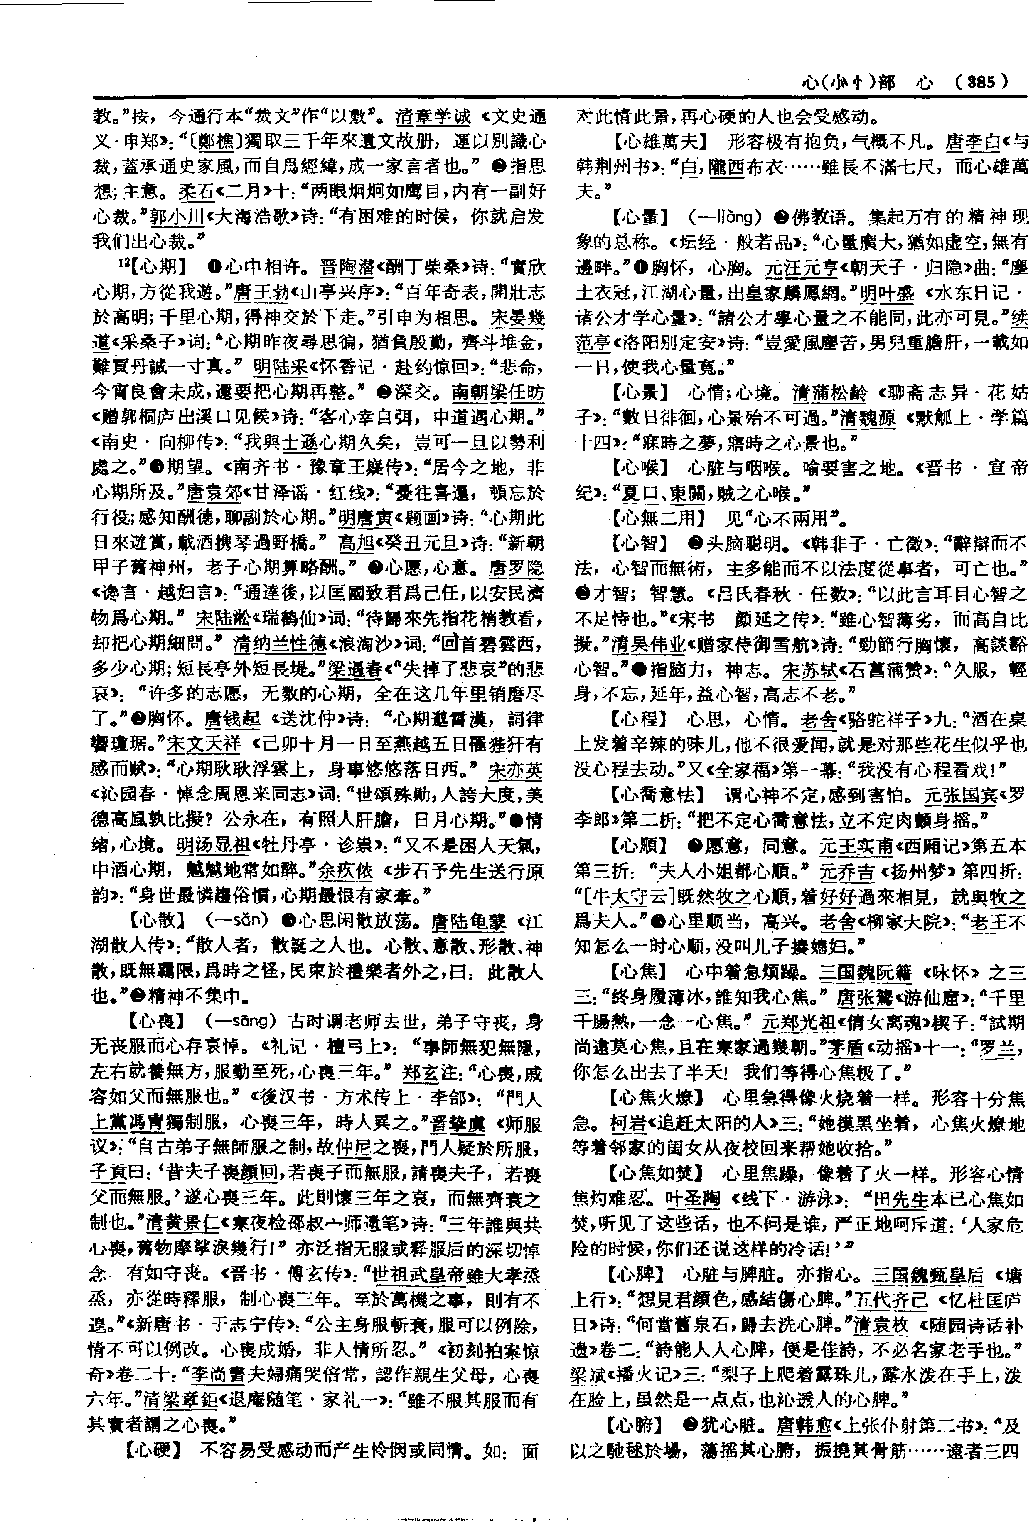 心(小忄)部 心 (385)
教。”按，今通行本“裁文”作“以數”。清章学诚《文史通
义·申郑》：“〔鄭樵〕獨取三千年來遺文故册，運以別識心
裁，蓋承通史家風，而自爲經緯，成一家言者也。”❷指思
想；主意。柔石《二月》十：“两眼炯炯如鹰目，内有一副好
心裁。”郭小川《大海浩歌》诗：“有困难的时侯，你就启发
我们出心裁。”
12【心期】 ❶心中相许。晋陶潜《酬丁柴桑》诗：“實欣
心期，方從我遊。”唐王勃《山亭兴序》：“百年奇表，開壯志
於高明；千里心期，得神交於下走。”引申为相思。宋晏幾
道《采桑子》词：“心期昨夜尋思徧，猶負殷勤，齊斗堆金，
難買丹誠一寸真。”明陆采《怀香记·赴约惊回》：“悲命，
今宵良會未成，還要把心期再整。”❷深交。南朝梁任昉
《赠郭桐庐出溪口见候》诗：“客心幸自弭，中道遇心期。”
《南史·向柳传》：“我與士遜心期久矣，豈可一旦以勢利
處之。”❸期望。《南齐书·豫章王嶷传》：“居今之地，非
心期所及。”唐袁郊《甘泽谣·红线》：“憂往喜還，頓忘於
行役；感知酬德，聊副於心期。”明唐寅《题画》诗：“心期此
日來遊賞，載酒携琴過野橋。”高旭《癸丑元旦》诗：“新朝
甲子舊神州，老子心期算略酬。”❹心愿，心意。唐罗隐
《谗言·越妇言》：“通達後，以匡國致君爲己任，以安民濟
物爲心期。”宋陆淞《瑞鹤仙》词：“待歸來先指花梢教看，
却把心期細問。”清纳兰性德《浪淘沙》词：“回首碧雲西，
多少心期；短長亭外短長堤。”梁遇春《“失掉了悲哀”的悲
哀》：“许多的志愿，无数的心期，全在这几年里销磨尽
了。”❺胸怀。唐钱起《送沈仲》诗：“心期邈霄漢，詞律
響瓊琚。”宋文天祥《己卯十月一日至燕越五日罹狴犴有
感而赋》：“心期耿耿浮雲上，身事悠悠落日西。”宋亦英
《沁园春·悼念周恩来同志》词：“世頌殊勛，人誇大度，美
德高風孰比擬？公永在，有照人肝膽，日月心期。”❻情
绪，心境。明汤显祖《牡丹亭·诊祟》：“又不是困人天氣，
中酒心期，魆魆地常如醉。”余疚侬《步石予先生送行原
韵》：“身世最憐趨俗慣，心期最恨有家牽。”
【心散】 （—sǎn）❶心思闲散放荡。唐陆龟蒙《江
湖散人传》：“散人者，散誕之人也。心散、意散、形散、神
散，既無羈限，爲時之怪，民束於禮樂者外之，曰：此散人
也。”❷精神不集中。
【心喪】 （—sāng）古时谓老师去世，弟子守丧，身
无丧服而心存哀悼。《礼记·檀弓上》：“事師無犯無隱，
左右就養無方，服勤至死，心喪三年。”郑玄注：“心喪，戚
容如父而無服也。”《後汉书·方术传上·李郃》：“門人
上黨馮胄獨制服，心喪三年，時人異之。”晋挚虞《师服
议》：“自古弟子無師服之制，故仲尼之喪，門人疑於所服，
子貢曰：‘昔夫子喪顔回，若喪子而無服，請喪夫子，若喪
父而無服。’遂心喪三年。此則懷三年之哀，而無齊衰之
制也。”清黄景仁《寒夜检邵叔宀师遗笔》诗：“三年誰與共
心喪，舊物摩挲淚幾行！”亦泛指无服或释服后的深切悼
念，有如守丧。《晋书·傅玄传》：“世祖武皇帝雖大孝烝
烝，亦從時釋服，制心喪三年。至於萬機之事，則有不
遑。”《新唐书·于志宁传》：“公主身服斬衰，服可以例除，
情不可以例改。心喪成婚，非人情所忍。”《初刻拍案惊
奇》卷二十：“李尚書夫婦痛哭倍常，認作親生父母，心喪
六年。”清梁章鉅《退庵随笔·家礼一》：“雖不服其服而有
其實者謂之心喪。”
【心硬】 不容易受感动而产生怜悯或同情。如：面
对此情此景，再心硬的人也会受感动。
【心雄萬夫】 形容极有抱负，气概不凡。唐李白《与
韩荆州书》：“白，隴西布衣……雖長不滿七尺，而心雄萬
夫。”
【心量】 （—liàng）❶佛教语。集起万有的精神现
象的总称。《坛经·般若品》：“心量廣大，猶如虚空，無有
邊畔。”❷胸怀，心胸。元汪元亨《朝天子·归隐》曲：“塵
土衣冠，江湖心量，出皇家麟鳳網。”明叶盛《水东日记·
诸公才学心量》：“諸公才學心量之不能同，此亦可見。”续
范亭《洛阳别定安》诗：“豈愛風塵苦，男兒重膽肝，一載如
一日，使我心量寬。”
【心景】 心情；心境。清蒲松龄《聊斋志异·花姑
子》：“數日徘徊，心景殆不可過。”清魏源《默觚上·学篇
十四》：“寐時之夢，寤時之心景也。”
【心喉】 心脏与咽喉。喻要害之地。《晋书·宣帝
纪》：“夏口、東關，贼之心喉。”
【心無二用】 见“心不兩用”。
【心智】 ❶头脑聪明。《韩非子·亡徵》：“辭辯而不
法，心智而無術，主多能而不以法度從事者，可亡也。”
❷才智；智慧。《吕氏春秋·任数》：“以此言耳目心智之
不足恃也。”《宋书·颜延之传》：“雖心智薄劣，而高自比
擬。”清吴伟业《赠家侍御雪航》诗：“勁節行胸懷，高談豁
心智。”❸指脑力，神志。宋苏轼《石菖蒲赞》：“久服，輕
身，不忘，延年，益心智，高志不老。”
【心程】 心思，心情。老舍《骆驼祥子》九：“酒在桌
上发着辛辣的味儿，他不很爱闻，就是对那些花生似乎也
没心程去动。”又《全家福》第一幕：“我没有心程看戏！”
【心喬意怯】 谓心神不定，感到害怕。元张国宾《罗
李郎》第二折：“把不定心喬意怯，立不定肉顫身摇。”
【心順】 ❶愿意；同意。元王实甫《西厢记》第五本
第三折：“夫人小姐都心順。”元乔吉《扬州梦》第四折：
“[牛太守云]既然牧之心順，着好好過來相見，就與牧之
爲夫人。”❷心里顺当，高兴。老舍《柳家大院》：“老王不
知怎么一时心顺，没叫儿子揍媳妇。”
【心焦】 心中着急烦躁。三国魏阮籍《咏怀》之三
三：“終身履薄冰，誰知我心焦。”唐张鷟《游仙窟》：“千里
千腸熱，一念一心焦。”元郑光祖《倩女离魂》楔子：“試期
尚遠莫心焦，且在寒家過幾朝。”茅盾《动摇》十一：“罗兰，
你怎么出去了半天！我们等得心焦极了。”
【心焦火燎】 心里急得像火烧着一样。形容十分焦
急。柯岩《追赶太阳的人》三：“她摸黑坐着，心焦火燎地
等着邻家的闺女从夜校回来帮她收拾。”
【心焦如焚】 心里焦躁，像着了火一样。形容心情
焦灼难忍。叶圣陶《线下·游泳》：“田先生本已心焦如
焚，听见了这些话，也不问是谁，严正地呵斥道：‘人家危
险的时候，你们还说这样的冷话！’”
【心脾】 心脏与脾脏。亦指心。三国魏甄皇后《塘
上行》：“想見君顔色，感結傷心脾。”五代齐己《忆杜匡庐
日》诗：“何當舊泉石，歸去洗心脾。”清袁枚《随园诗话补
遗》卷二：“詩能入人心脾，便是佳詩，不必名家老手也。”
梁斌《播火记》三：“梨子上爬着露珠儿，露水泼在手上，泼
在脸上，虽然是一点点，也沁透人的心脾。”
【心腑】 ❶犹心脏。唐韩愈《上张仆射第二书》：“及
以之馳毬於場，蕩摇其心腑，振撓其骨筋……遠者三四